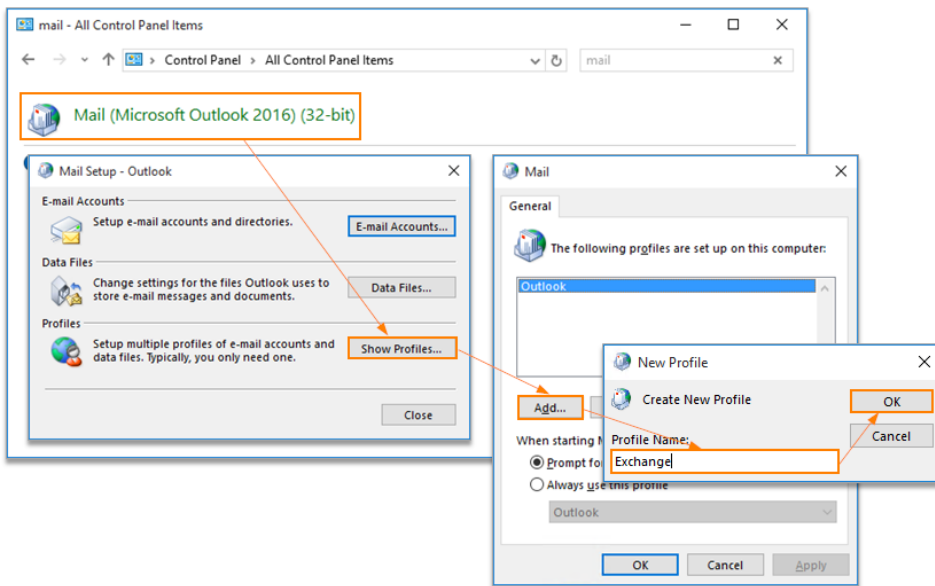 mail - All Control Panel Items
Control Panel > All Control Panel Items
mail
Mail (Microsoft Outlook 2016) (32-bit)
Mail Setup - Outlook
E-mail Accounts
Setup e-mail accounts and directories.
E-mail Accounts...
Data Files
Change settings for the files Outlook uses to
store e-mail messages and documents.
Data Files...
Profiles
Setup multiple profiles of e-mail accounts and
data files. Typically, you only need one.
Show Profiles...
Close
Mail
General
The following profiles are set up on this computer:
Outlook
Add...
When starting
Prompt for
Always use this profile
Outlook
OK
Cancel
Apply
New Profile
Create New Profile
OK
Cancel
Profile Name:
Exchange